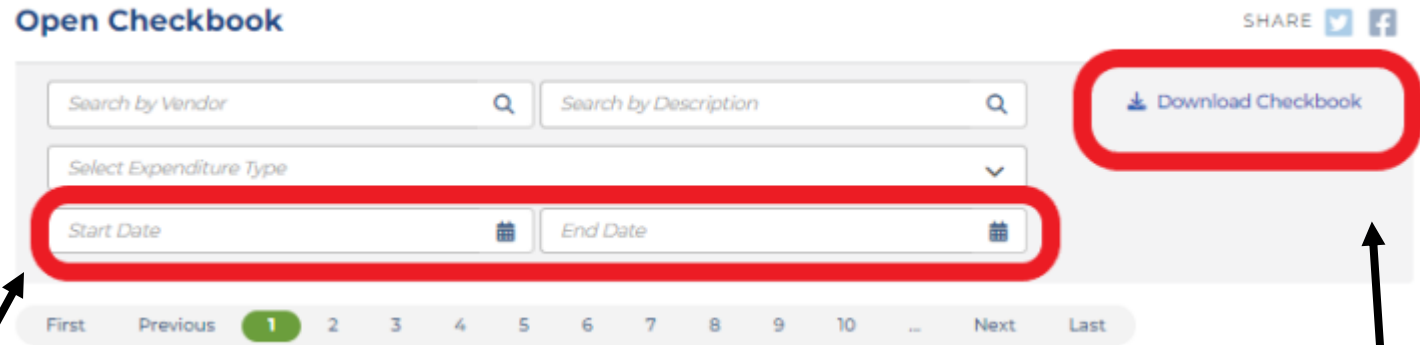 Open Checkbook SHARE
Search by Vendor Search by Description Download Checkbook
Select Expenditure Type
Start Date End Date
First Previous 1 2 3 4 5 6 7 8 9 10 ... Next Last